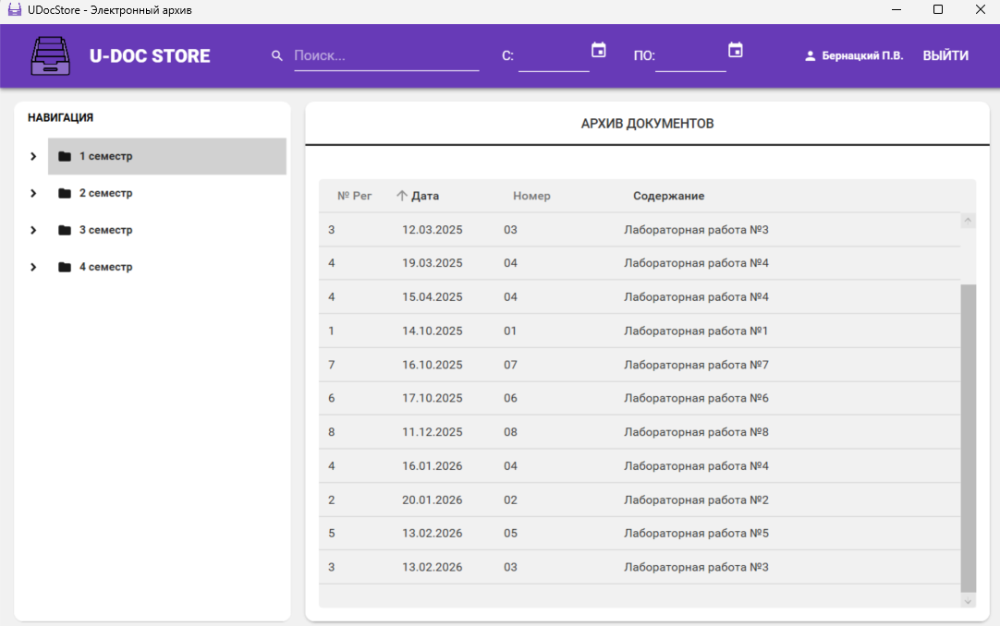 UDocStore - Электронный архив
U-DOC STORE Поиск... С: ПО: Бернацкий П.В. ВЫЙТИ
НАВИГАЦИЯ
1 семестр
2 семестр
3 семестр
4 семестр
АРХИВ ДОКУМЕНТОВ
№ Рег Дата Номер Содержание
3 12.03.2025 03 Лабораторная работа №3
4 19.03.2025 04 Лабораторная работа №4
4 15.04.2025 04 Лабораторная работа №4
1 14.10.2025 01 Лабораторная работа №1
7 16.10.2025 07 Лабораторная работа №7
6 17.10.2025 06 Лабораторная работа №6
8 11.12.2025 08 Лабораторная работа №8
4 16.01.2026 04 Лабораторная работа №4
2 20.01.2026 02 Лабораторная работа №2
5 13.02.2026 05 Лабораторная работа №5
3 13.02.2026 03 Лабораторная работа №3